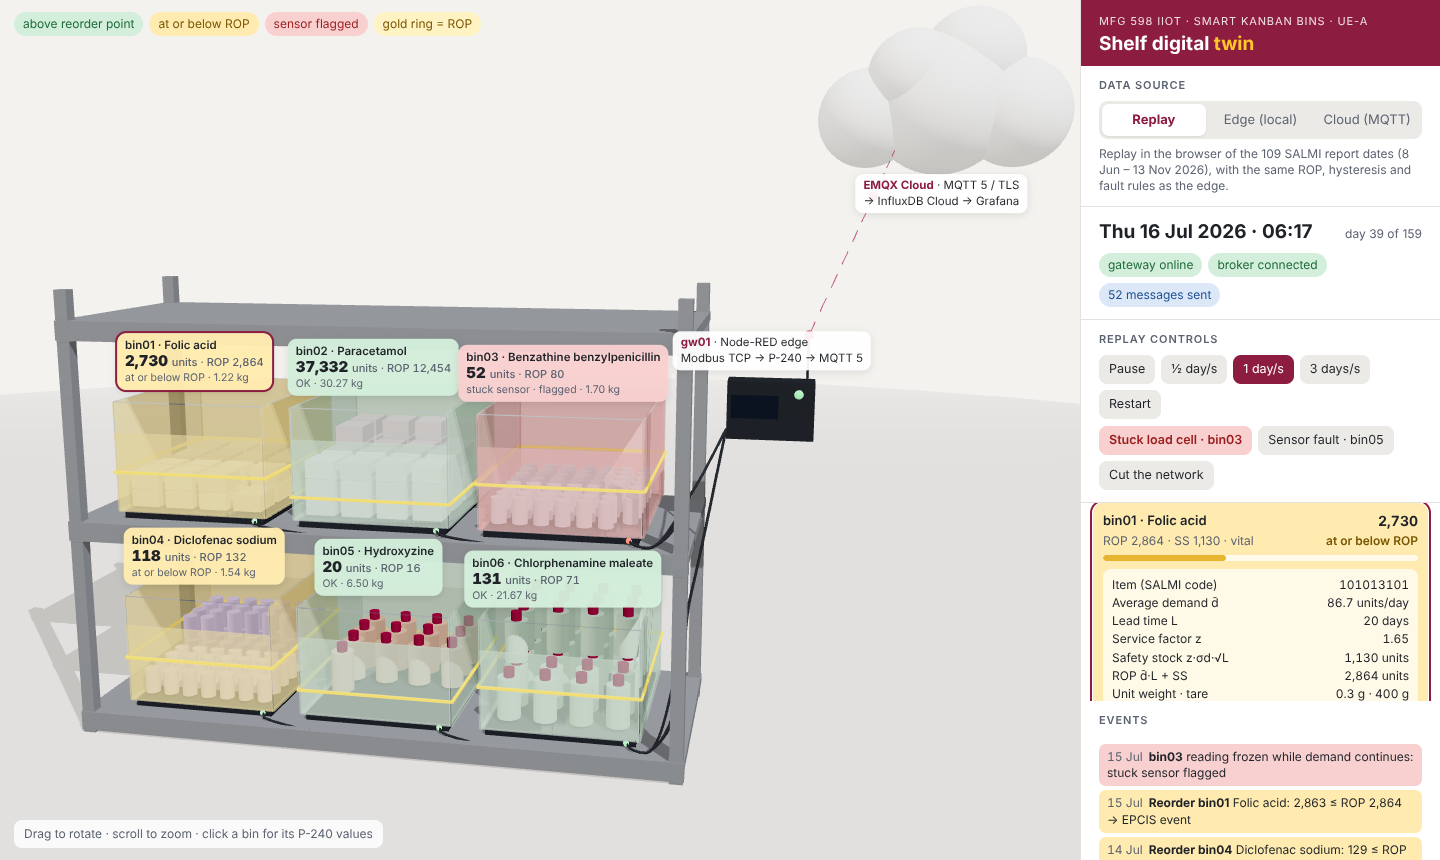 above reorder point
at or below ROP
sensor flagged
gold ring = ROP
EMQX Cloud · MQTT 5 / TLS
→ InfluxDB Cloud → Grafana
gw01 · Node-RED edge
Modbus TCP → P-240 → MQTT 5
bin01 · Folic acid
2,730 units · ROP 2,864
at or below ROP · 1.22 kg
bin02 · Paracetamol
37,332 units · ROP 12,454
OK · 30.27 kg
bin03 · Benzathine benzylpenicillin
52 units · ROP 80
stuck sensor · flagged · 1.70 kg
bin04 · Diclofenac sodium
118 units · ROP 132
at or below ROP · 1.54 kg
bin05 · Hydroxyzine
20 units · ROP 16
OK · 6.50 kg
bin06 · Chlorphenamine maleate
131 units · ROP 71
OK · 21.67 kg
Drag to rotate · scroll to zoom · click a bin for its P-240 values
MFG 598 IIOT · SMART KANBAN BINS · UE-A
Shelf digital twin
DATA SOURCE
Replay
Edge (local)
Cloud (MQTT)
Replay in the browser of the 109 SALMI report dates (8
Jun – 13 Nov 2026), with the same ROP, hysteresis and
fault rules as the edge.
Thu 16 Jul 2026 · 06:17
day 39 of 159
gateway online
broker connected
52 messages sent
REPLAY CONTROLS
Pause
½ day/s
1 day/s
3 days/s
Restart
Stuck load cell · bin03
Sensor fault · bin05
Cut the network
bin01 · Folic acid 2,730
ROP 2,864 · SS 1,130 · vital at or below ROP
Item (SALMI code) 101013101
Average demand d̄ 86.7 units/day
Lead time L 20 days
Service factor z 1.65
Safety stock z·σd·√L 1,130 units
ROP d̄·L + SS 2,864 units
Unit weight · tare 0.3 g · 400 g
EVENTS
15 Jul bin03 reading frozen while demand continues:
stuck sensor flagged
15 Jul Reorder bin01 Folic acid: 2,863 ≤ ROP 2,864
→ EPCIS event
14 Jul Reorder bin04 Diclofenac sodium: 129 ≤ ROP